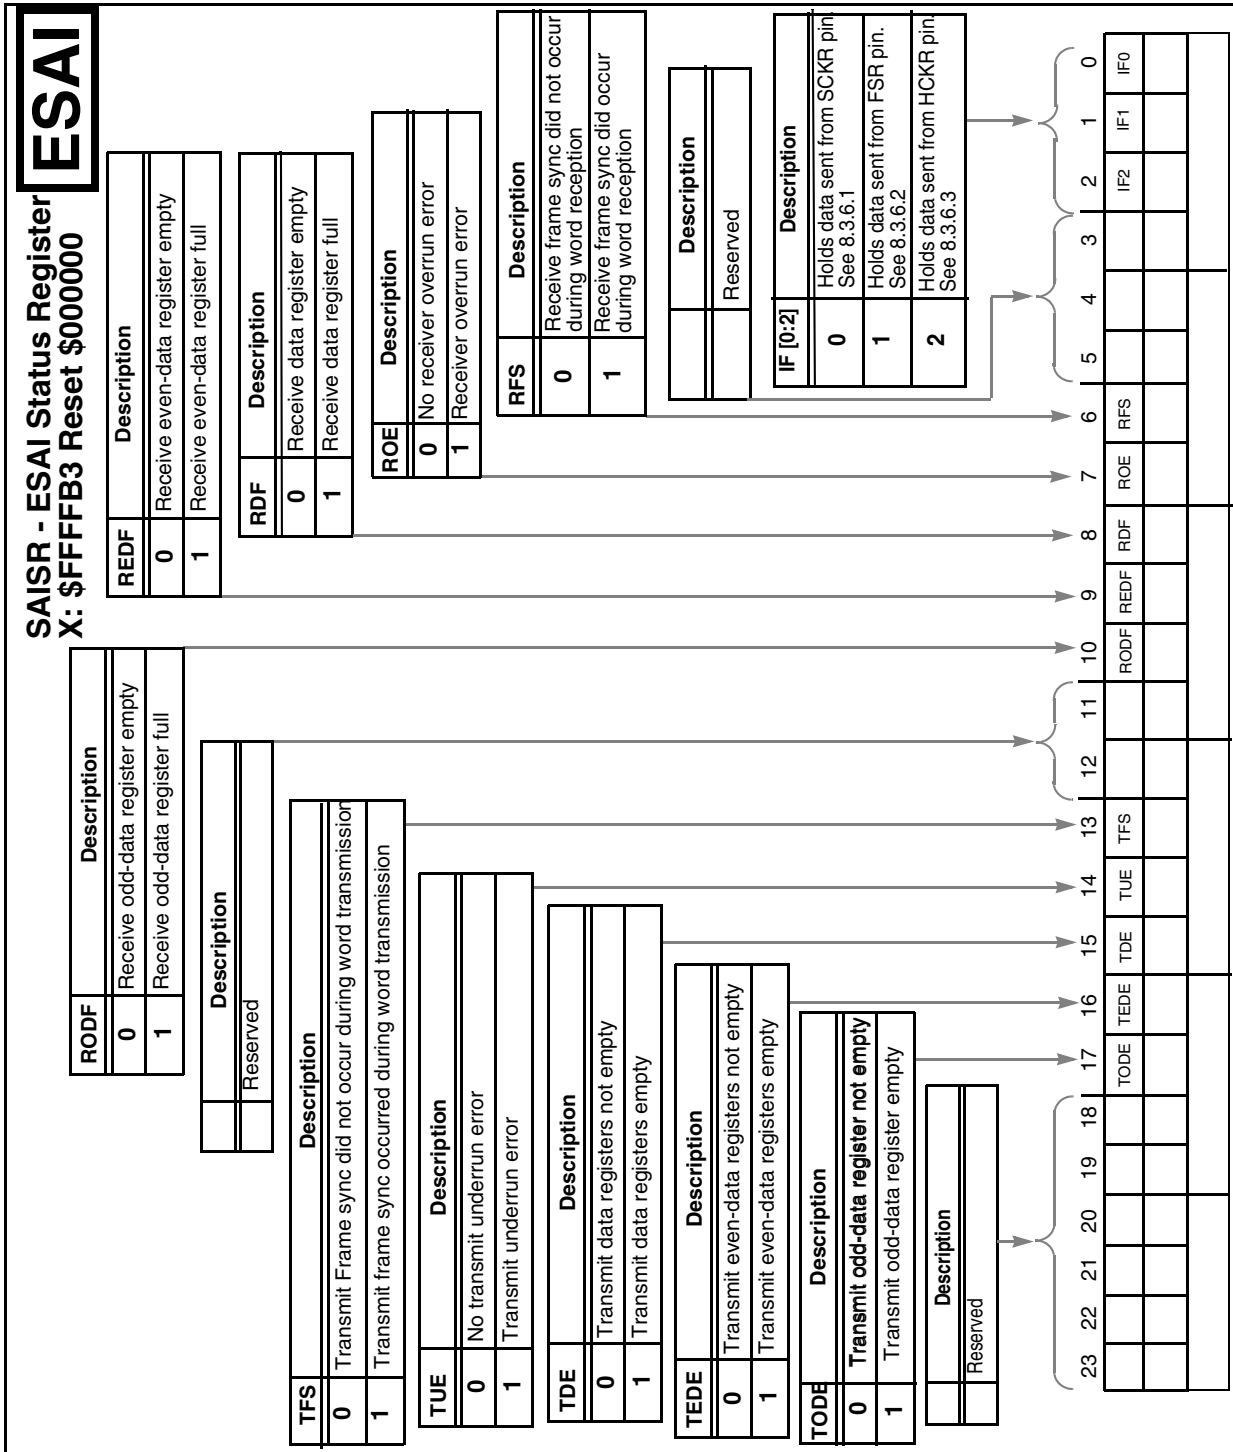 SAISR - ESAI Status Register
X: $FFFFB3 Reset $000000
ESAI
RODF Description
0 Receive odd-data register empty
1 Receive odd-data register full
REDF Description
0 Receive even-data register empty
1 Receive even-data register full
Description
Reserved
RDF Description
0 Receive data register empty
1 Receive data register full
TFS Description
0 Transmit Frame sync did not occur during word transmission
1 Transmit frame sync occurred during word transmission
ROE Description
0 No receiver overrun error
1 Receiver overrun error
TUE Description
0 No transmit underrun error
1 Transmit underrun error
RFS Description
0 Receive frame sync did not occur
during word reception
1 Receive frame sync did occur
during word reception
TDE Description
0 Transmit data registers not empty
1 Transmit data registers empty
Description
Reserved
TEDE Description
0 Transmit even-data registers not empty
1 Transmit even-data registers empty
IF [0:2] Description
0 Holds data sent from SCKR pin.
See 8.3.6.1
1 Holds data sent from FSR pin.
See 8.3.6.2
2 Holds data sent from HCKR pin.
See 8.3.6.3
TODE Description
0 Transmit odd-data register not empty
1 Transmit odd-data register empty
Description
Reserved
23 22 21 20 19 18 17 16 15 14 13 12 11 10 9 8 7 6 5 4 3 2 1 0
TODE TEDE TDE TUE TFS RODF REDF RDF ROE RFS IF2 IF1 IF0